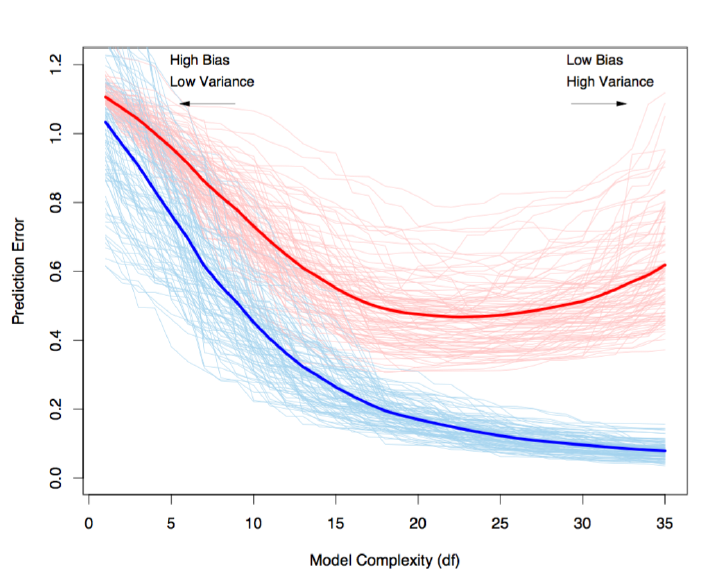 High Bias
Low Variance
Low Bias
High Variance
Prediction Error
0.0
0.2
0.4
0.6
0.8
1.0
1.2
0 5 10 15 20 25 30 35
Model Complexity (df)